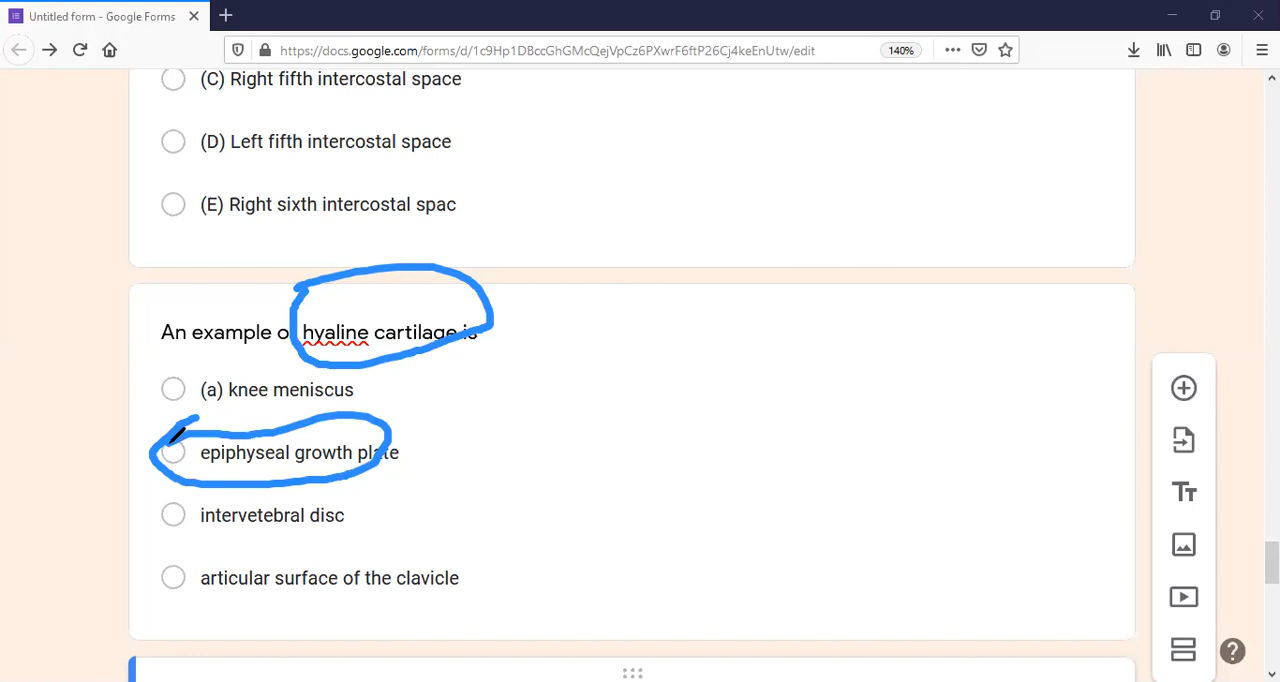 Untitled form - Google Forms
https://docs.google.com/forms/d/1c9Hp1DBccGhGMcQejVpCz6PXwrF6ftP26Cj4keEnUtw/edit
140%
(C) Right fifth intercostal space
(D) Left fifth intercostal space
(E) Right sixth intercostal spac
An example of hyaline cartilage is
(a) knee meniscus
epiphyseal growth plate
intervetebral disc
articular surface of the clavicle
Tт
?